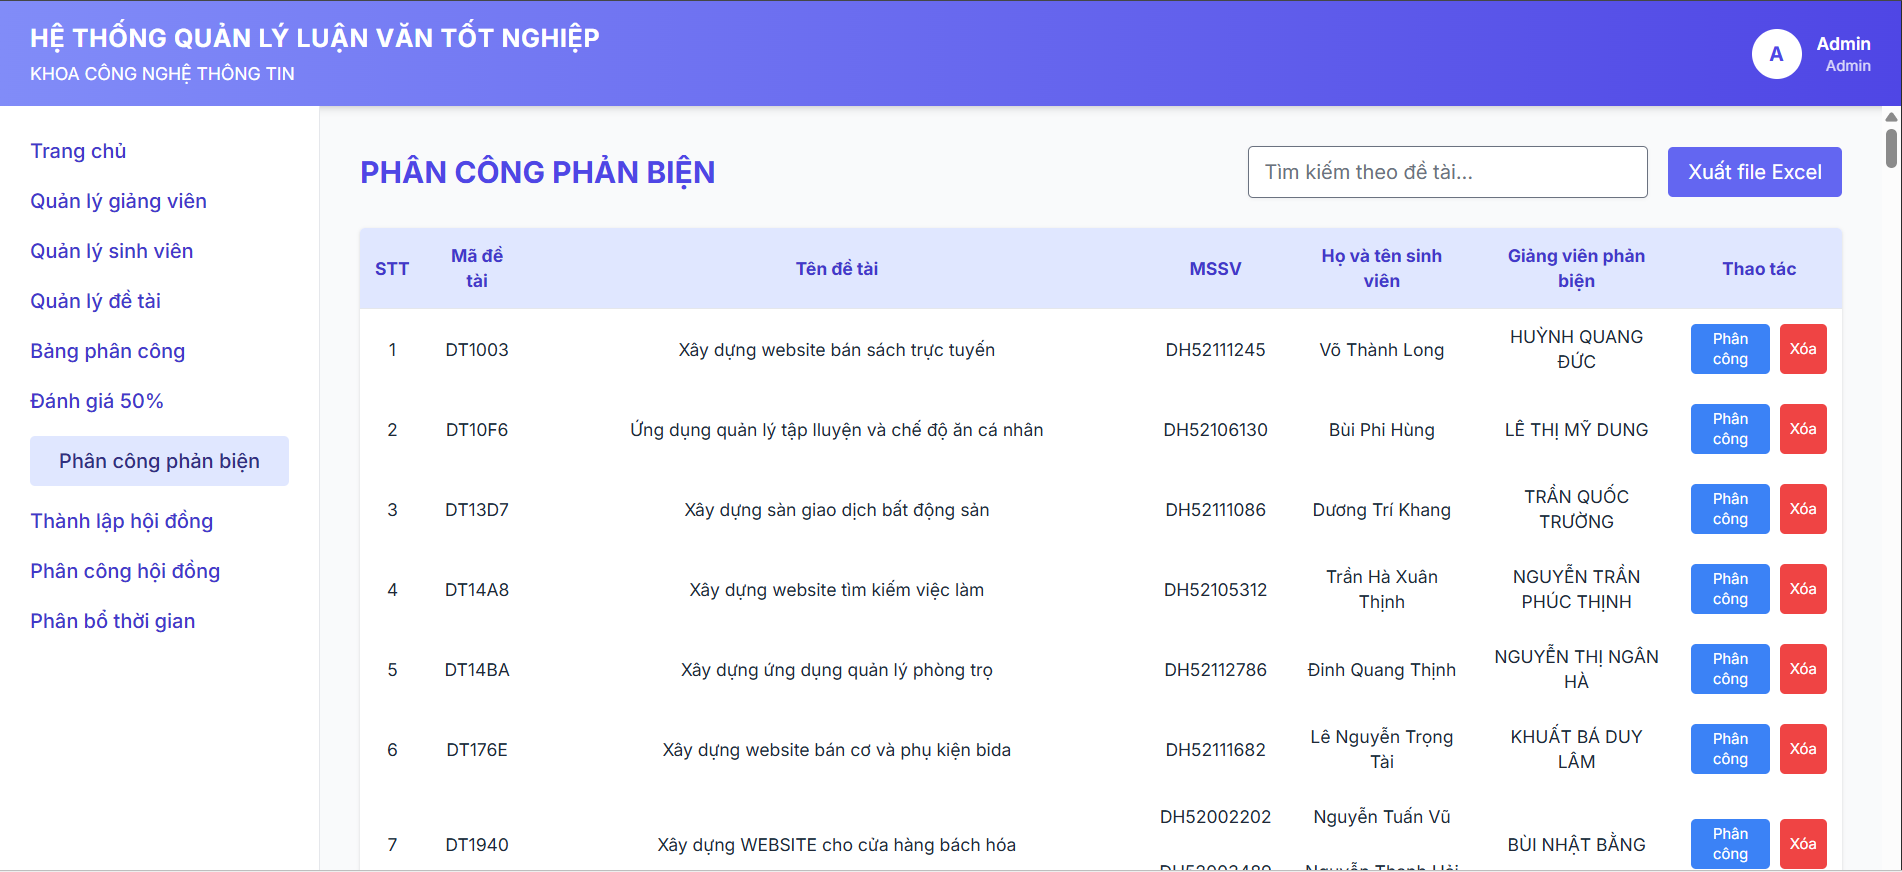 HỆ THỐNG QUẢN LÝ LUẬN VĂN TỐT NGHIỆP
KHOA CÔNG NGHỆ THÔNG TIN
A
Admin
Admin
Trang chủ
Quản lý giảng viên
Quản lý sinh viên
Quản lý đề tài
Bảng phân công
Đánh giá 50%
Phân công phản biện
Thành lập hội đồng
Phân công hội đồng
Phân bổ thời gian
PHÂN CÔNG PHẢN BIỆN
Tìm kiếm theo đề tài...
Xuất file Excel
STT
Mã đề
tài
Tên đề tài
MSSV
Họ và tên sinh
viên
Giảng viên phản
biện
Thao tác
1
DT1003
Xây dựng website bán sách trực tuyến
DH52111245
Võ Thành Long
HUỲNH QUANG
ĐỨC
Phân
công
Xóa
2
DT10F6
Ứng dụng quản lý tập lluyện và chế độ ăn cá nhân
DH52106130
Bùi Phi Hùng
LÊ THỊ MỸ DUNG
Phân
công
Xóa
3
DT13D7
Xây dựng sàn giao dịch bất động sản
DH52111086
Dương Trí Khang
TRẦN QUỐC
TRƯỜNG
Phân
công
Xóa
4
DT14A8
Xây dựng website tìm kiếm việc làm
DH52105312
Trần Hà Xuân
Thịnh
NGUYỄN TRẦN
PHÚC THỊNH
Phân
công
Xóa
5
DT14BA
Xây dựng ứng dụng quản lý phòng trọ
DH52112786
Đinh Quang Thịnh
NGUYỄN THỊ NGÂN
HÀ
Phân
công
Xóa
6
DT176E
Xây dựng website bán cơ và phụ kiện bida
DH52111682
Lê Nguyễn Trọng
Tài
KHUẤT BÁ DUY
LÂM
Phân
công
Xóa
7
DT1940
Xây dựng WEBSITE cho cửa hàng bách hóa
DH52002202
Nguyễn Tuấn Vũ
BÙI NHẬT BẰNG
Phân
công
Xóa